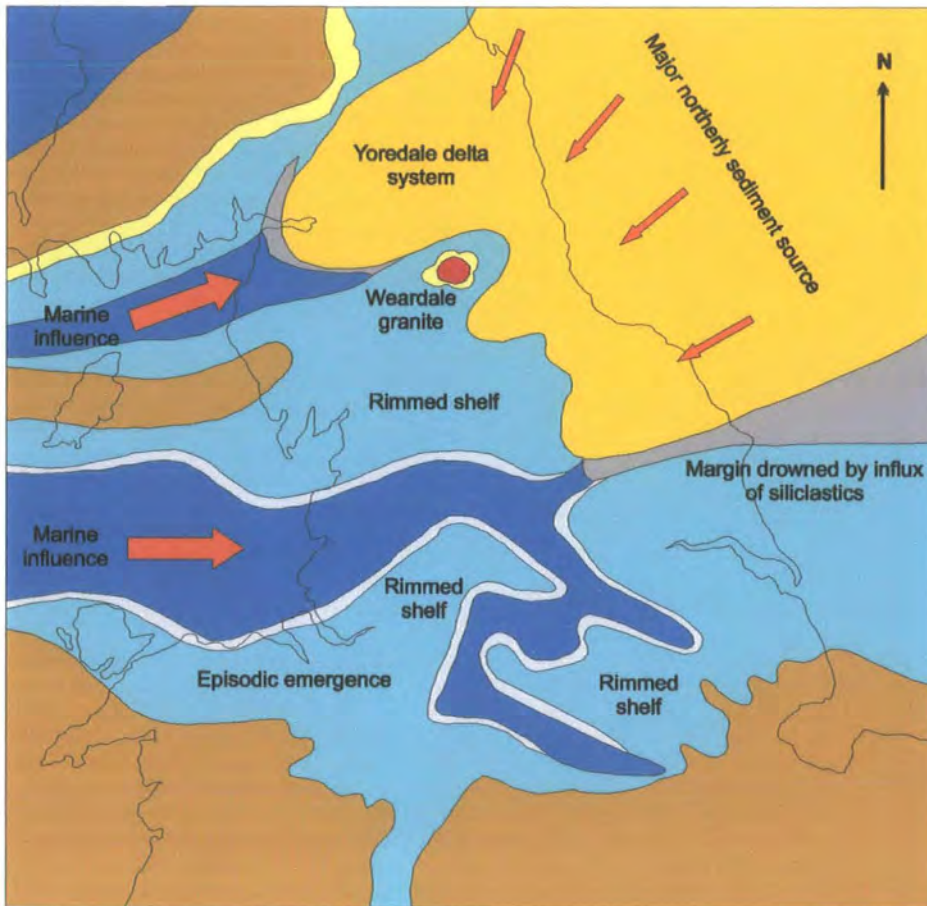 Major northerly sediment source
N
Yoredale delta
system
Weardale
granite
Marine
influence
Rimmed shelf
Margin drowned by influx
of siliclastics
Marine
influence
Rimmed
shelf
Episodic emergence
Rimmed
shelf